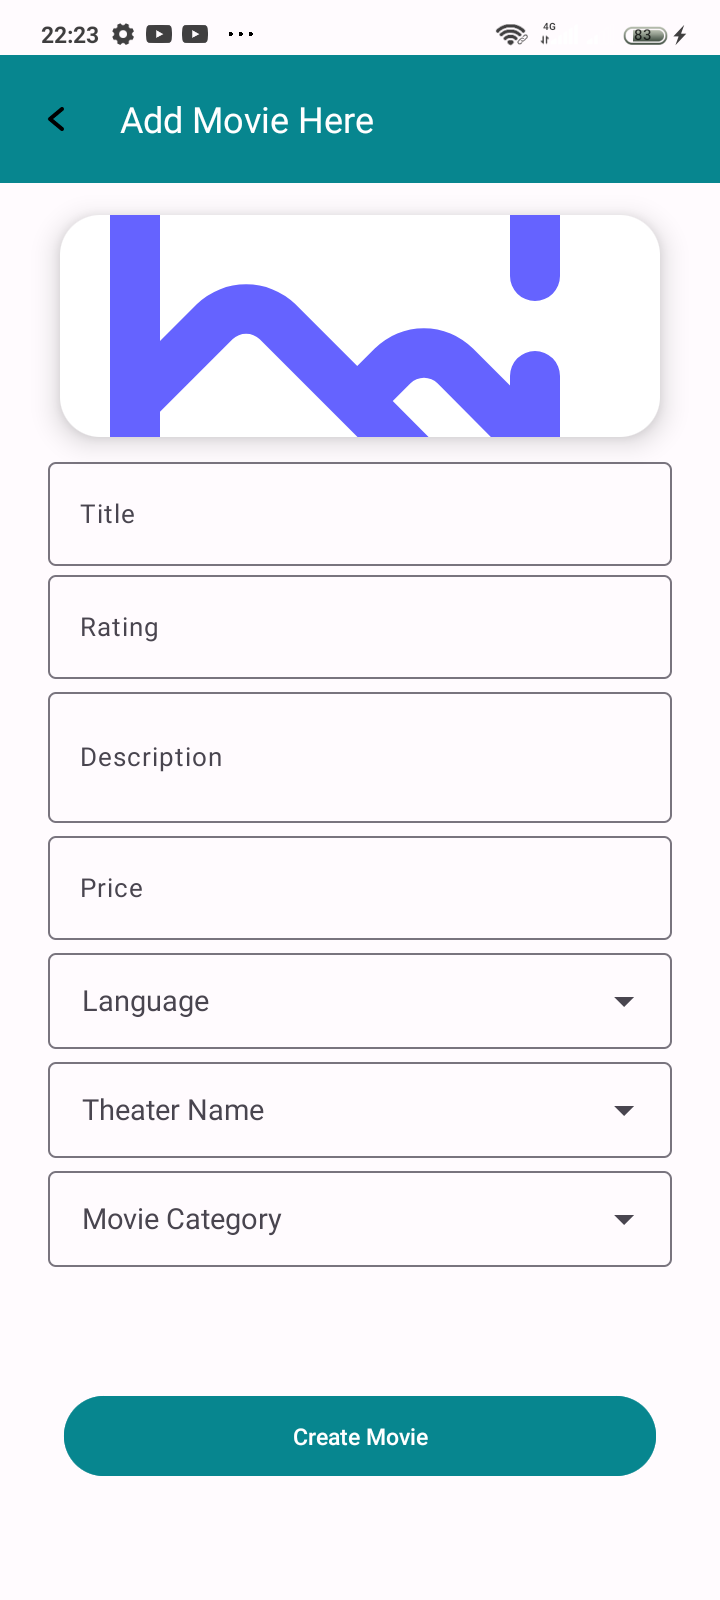 22:23
4G
83
Add Movie Here
Title
Rating
Description
Price
Language
Theater Name
Movie Category
Create Movie